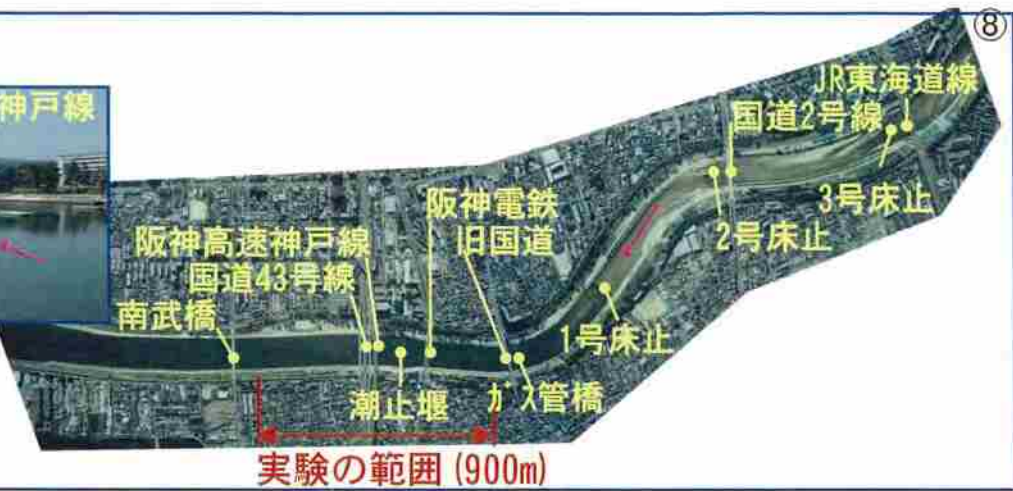 ⑧
神戸線
JR東海道線
国道2号線
3号床止
2号床止
1号床止
阪神電鉄
旧国道
阪神高速神戸線
国道43号線
南武橋
潮止堰
ガス管橋
実験の範囲(900m)